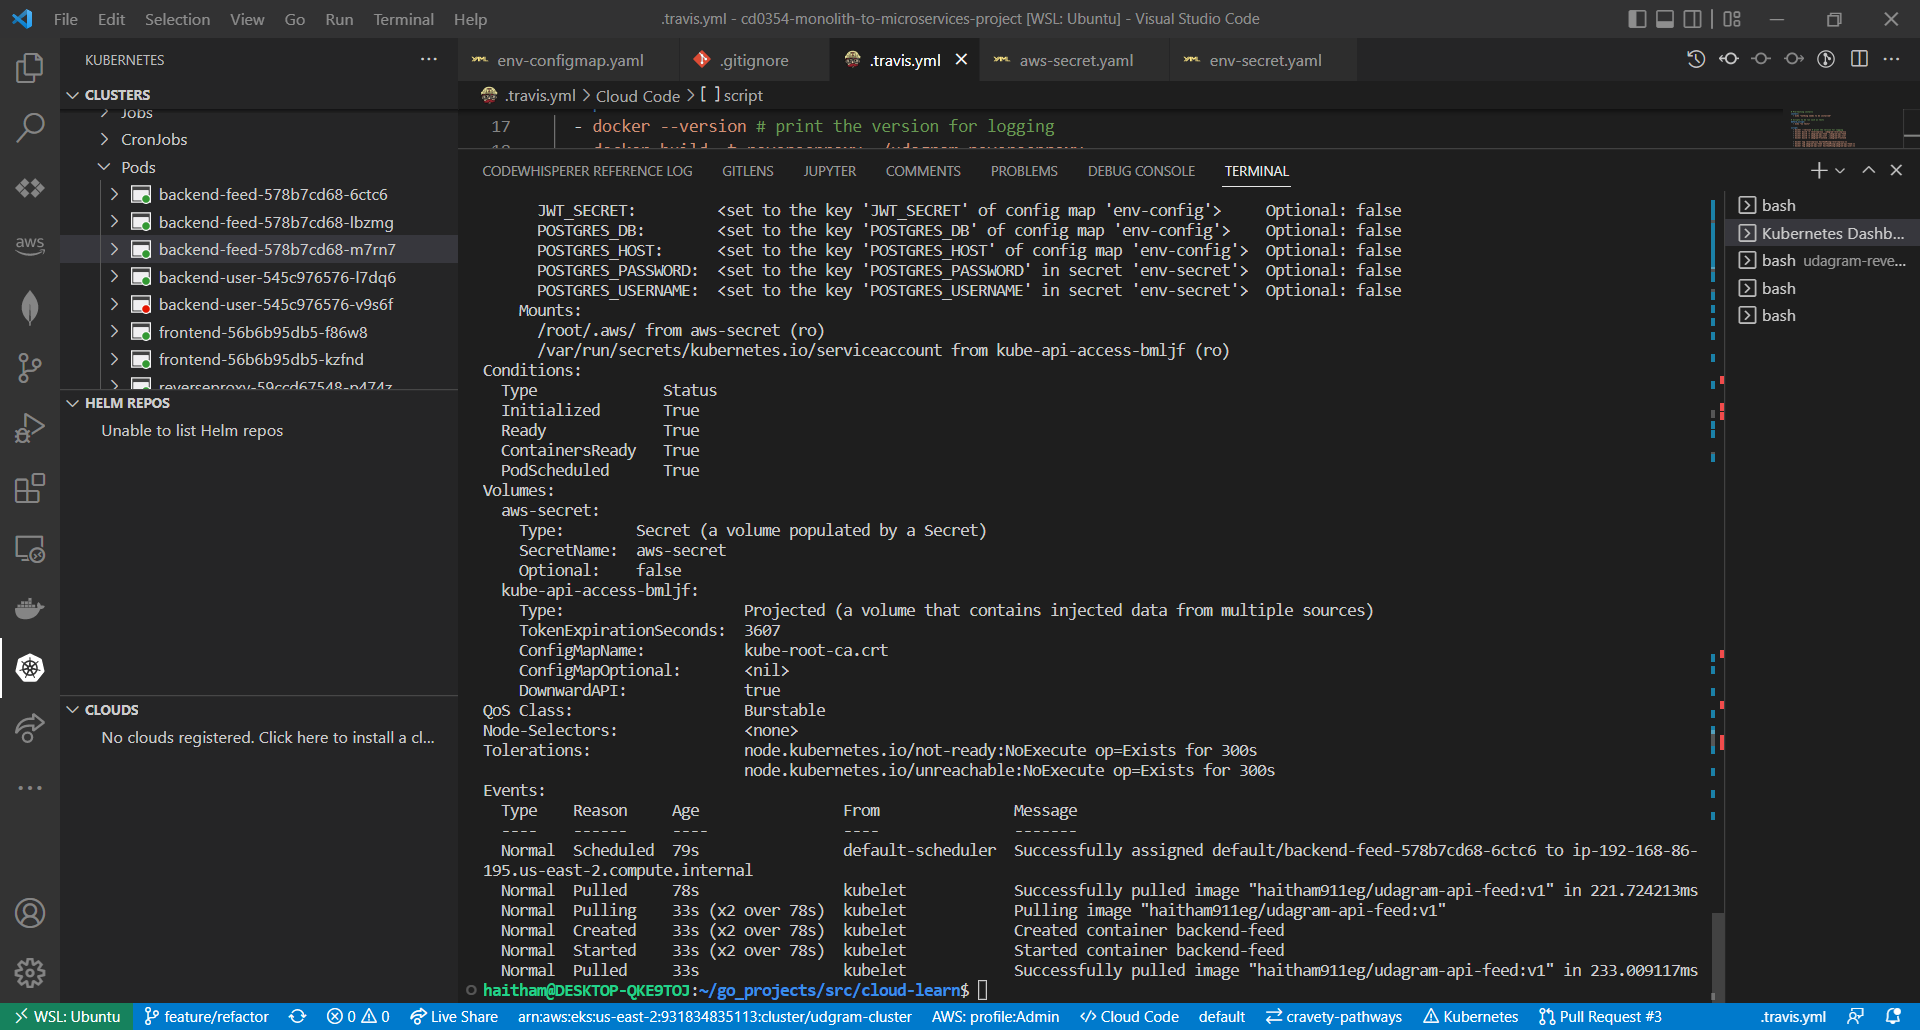 File Edit Selection View Go Run Terminal Help
.travis.yml - cd0354-monolith-to-microservices-project [WSL: Ubuntu] - Visual Studio Code
KUBERNETES
env-configmap.yaml
.gitignore
.travis.yml
aws-secret.yaml
env-secret.yaml
CLUSTERS
.travis.yml > Cloud Code > [ ] script
Jobs
CronJobs
Pods
backend-feed-578b7cd68-6ctc6
backend-feed-578b7cd68-lbzmg
backend-feed-578b7cd68-m7rn7
backend-user-545c976576-l7dq6
backend-user-545c976576-v9s6f
frontend-56b6b95db5-f86w8
frontend-56b6b95db5-kzfnd
reverseproxy-59ccd67548-p474z
HELM REPOS
Unable to list Helm repos
CLOUDS
No clouds registered. Click here to install a cl...
aws
17 - docker --version # print the version for logging
CODEWHISPERER REFERENCE LOG GITLENS JUPYTER COMMENTS PROBLEMS DEBUG CONSOLE TERMINAL
JWT_SECRET: <set to the key 'JWT_SECRET' of config map 'env-config'> Optional: false
POSTGRES_DB: <set to the key 'POSTGRES_DB' of config map 'env-config'> Optional: false
POSTGRES_HOST: <set to the key 'POSTGRES_HOST' of config map 'env-config'> Optional: false
POSTGRES_PASSWORD: <set to the key 'POSTGRES_PASSWORD' in secret 'env-secret'> Optional: false
POSTGRES_USERNAME: <set to the key 'POSTGRES_USERNAME' in secret 'env-secret'> Optional: false
Mounts:
/root/.aws/ from aws-secret (ro)
/var/run/secrets/kubernetes.io/serviceaccount from kube-api-access-bmljf (ro)
Conditions:
Type Status
Initialized True
Ready True
ContainersReady True
PodScheduled True
Volumes:
aws-secret:
Type: Secret (a volume populated by a Secret)
SecretName: aws-secret
Optional: false
kube-api-access-bmljf:
Type: Projected (a volume that contains injected data from multiple sources)
TokenExpirationSeconds: 3607
ConfigMapName: kube-root-ca.crt
ConfigMapOptional: <nil>
DownwardAPI: true
QoS Class: Burstable
Node-Selectors: <none>
Tolerations: node.kubernetes.io/not-ready:NoExecute op=Exists for 300s
node.kubernetes.io/unreachable:NoExecute op=Exists for 300s
Events:
Type Reason Age From Message
---- ------ ---- ---- -------
Normal Scheduled 79s default-scheduler Successfully assigned default/backend-feed-578b7cd68-6ctc6 to ip-192-168-86-
195.us-east-2.compute.internal
Normal Pulled 78s kubelet Successfully pulled image "haitham911eg/udagram-api-feed:v1" in 221.724213ms
Normal Pulling 33s (x2 over 78s) kubelet Pulling image "haitham911eg/udagram-api-feed:v1"
Normal Created 33s (x2 over 78s) kubelet Created container backend-feed
Normal Started 33s (x2 over 78s) kubelet Started container backend-feed
Normal Pulled 33s kubelet Successfully pulled image "haitham911eg/udagram-api-feed:v1" in 233.009117ms
haitham@DESKTOP-QKE9TOJ:~/go_projects/src/cloud-learn$
bash
Kubernetes Dashb...
bash udagram-reve...
bash
bash
WSL: Ubuntu feature/refactor 0 0 Live Share arn:aws:eks:us-east-2:931834835113:cluster/udgram-cluster AWS: profile:Admin Cloud Code default cravety-pathways Kubernetes Pull Request #3 .travis.yml